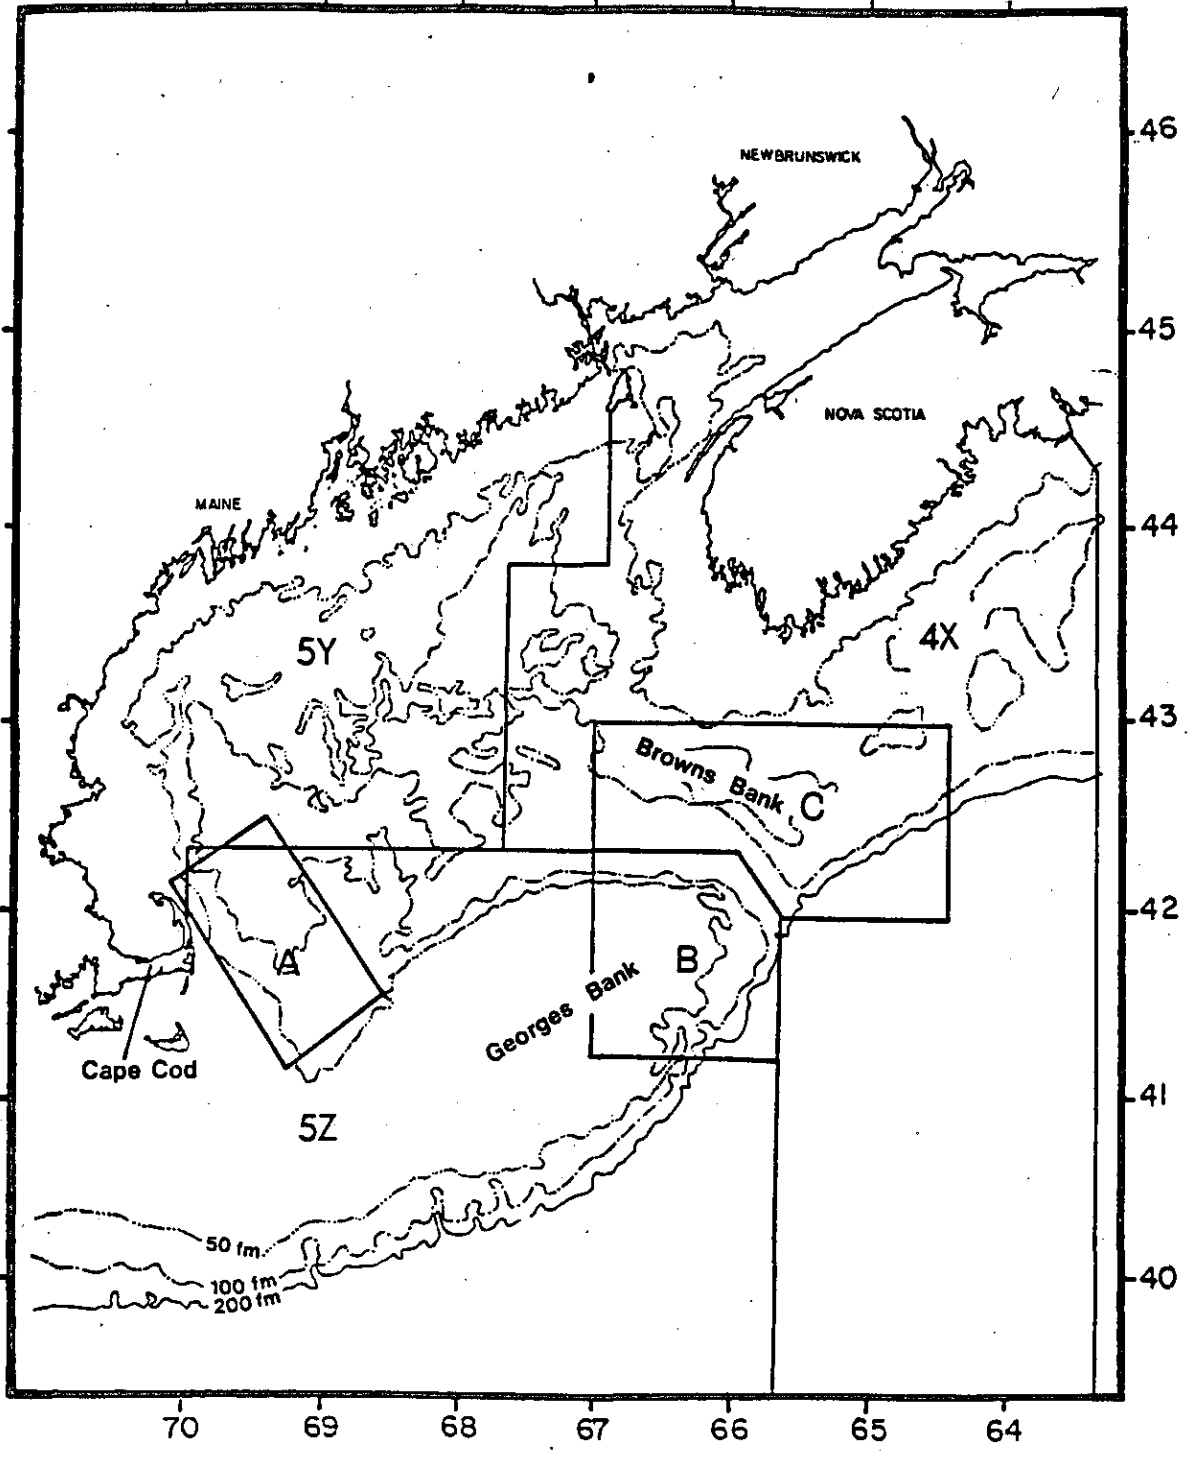 46
NEWBRUNSWICK
45
NOVA SCOTIA
MAINE
44
5Y
4X
43
Browns Bank
C
42
A
B
Georges Bank
Cape Cod
41
5Z
50 fm
40
100 fm
200 fm
70 69 68 67 66 65 64